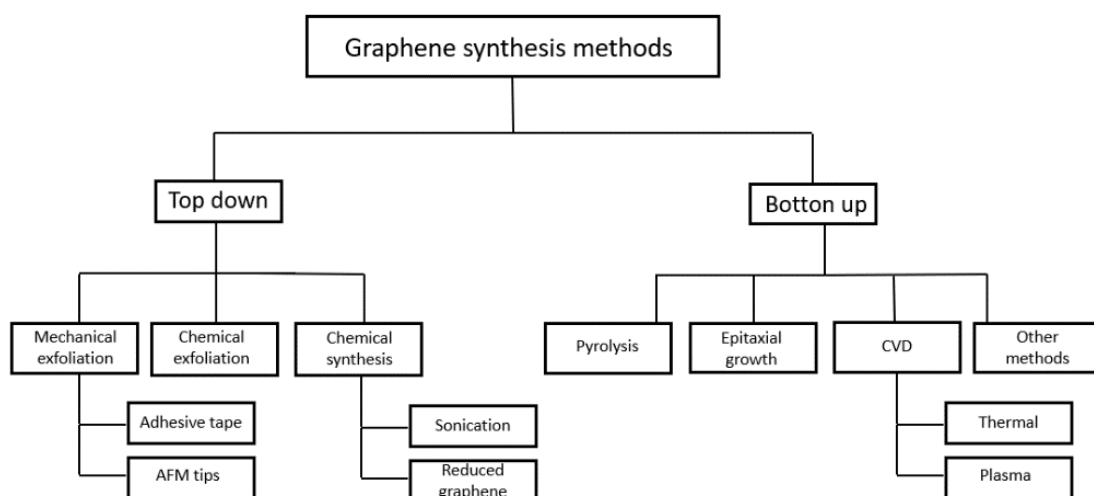 Graphene synthesis methods
Top down
Botton up
Mechanical
exfoliation
Chemical
exfoliation
Chemical
synthesis
Pyrolysis
Epitaxial
growth
CVD
Other
methods
Adhesive tape
AFM tips
Sonication
Reduced
graphene
Thermal
Plasma